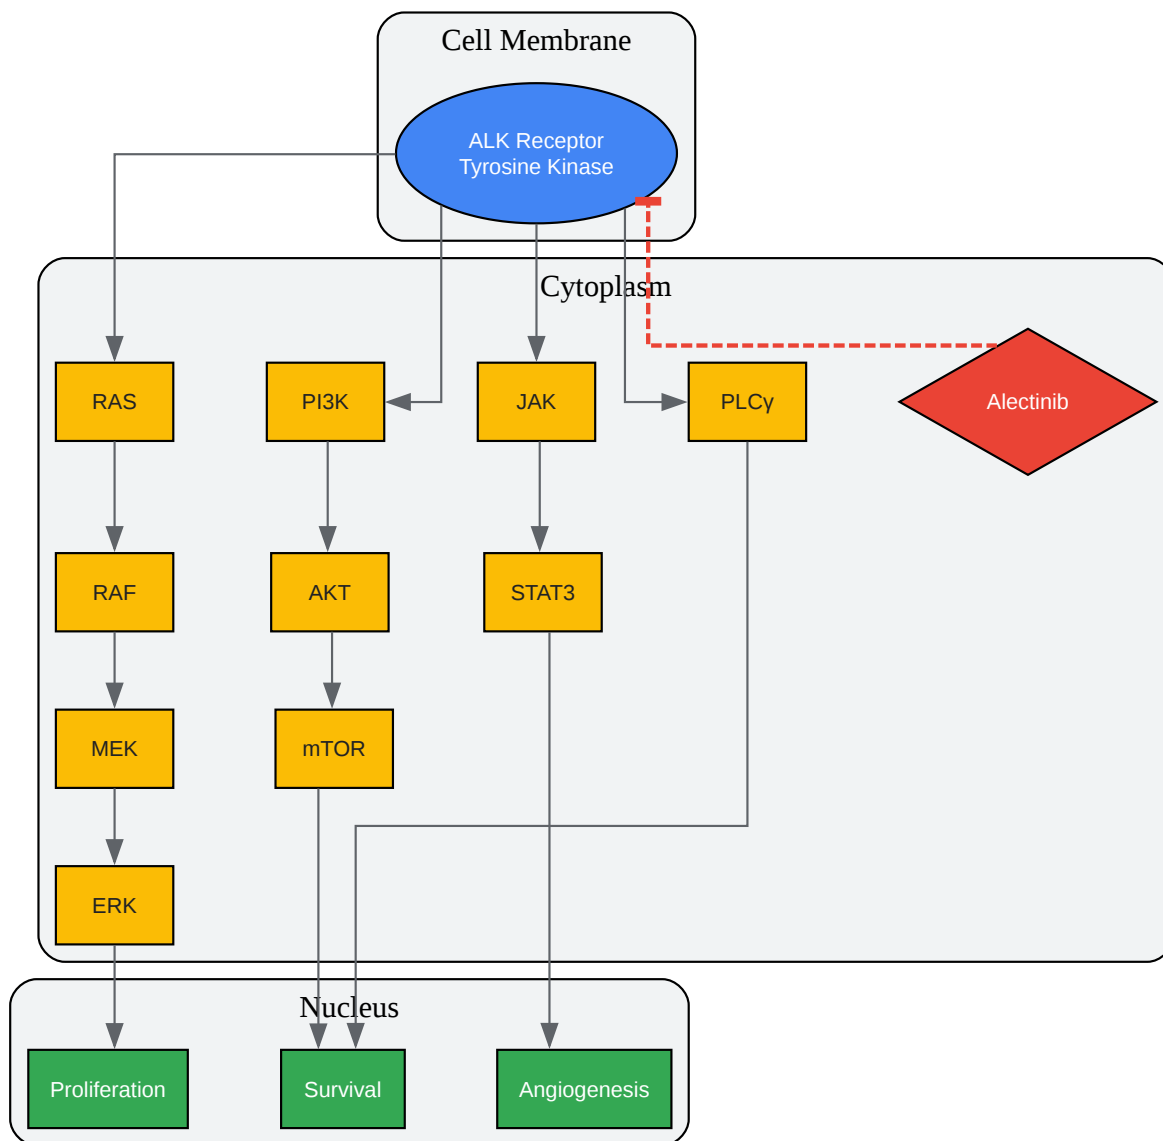 Cell Membrane
ALK Receptor
Tyrosine Kinase
Cytoplasm
RAS
PI3K
JAK
PLCγ
Alectinib
RAF
AKT
STAT3
MEK
mTOR
ERK
Nucleus
Proliferation
Survival
Angiogenesis